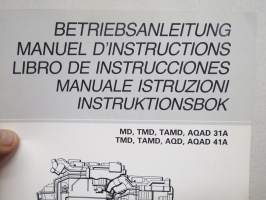 BETRIEBSANLEITUNG
MANUEL D'INSTRUCTIONS
LIBRO DE INSTRUCCIONES
MANUALE ISTRUZIONI
INSTRUKTIONSBOK
MD, TMD, TAMD, AQAD 31A
TMD, TAMD, AQD, AQAD 41A